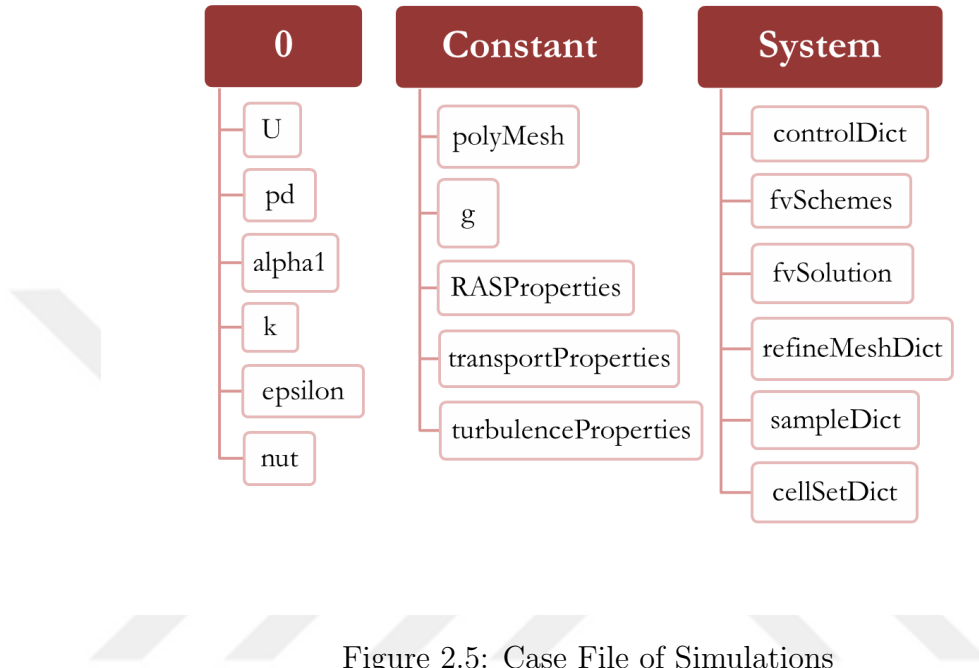 0
U
pd
alpha1
k
epsilon
nut
Constant
polyMesh
g
RASProperties
transportProperties
turbulenceProperties
System
controlDict
fvSchemes
fvSolution
refineMeshDict
sampleDict
cellSetDict
Figure 2.5: Case File of Simulations